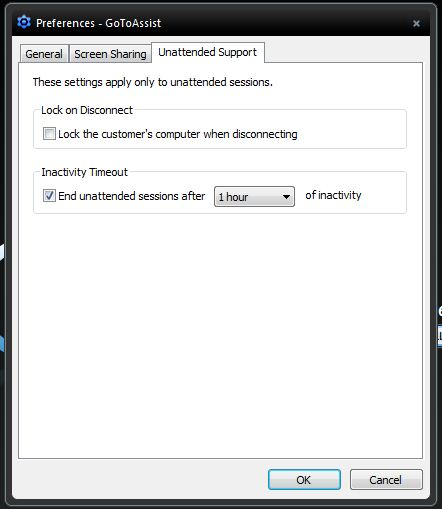 Preferences - GoToAssist
General Screen Sharing Unattended Support
These settings apply only to unattended sessions.
Lock on Disconnect
Lock the customer's computer when disconnecting
Inactivity Timeout
End unattended sessions after 1 hour of inactivity
OK Cancel